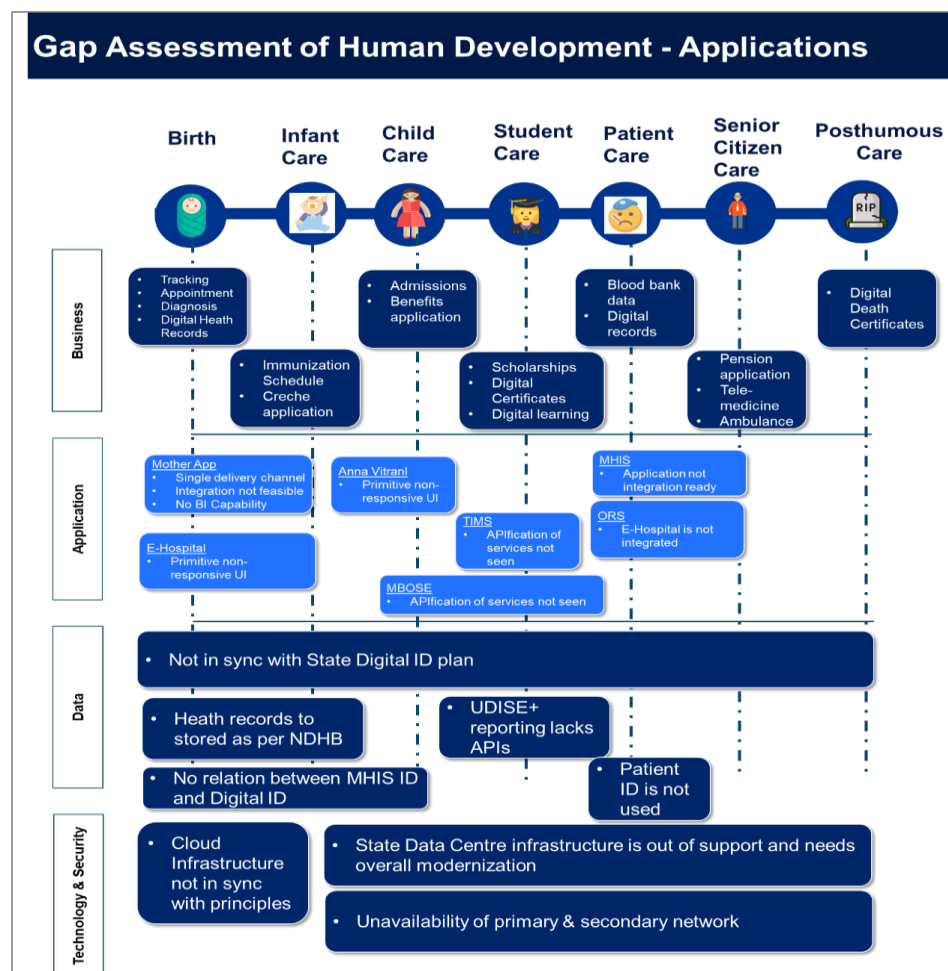 Gap Assessment of Human Development - Applications
Birth
Infant
Care
Child
Care
Student
Care
Patient
Care
Senior
Citizen
Care
Posthumous
Care
RIP
Business
• Tracking
• Appointment
• Diagnosis
• Digital Heath
Records
• Immunization
Schedule
• Creche
application
• Admissions
• Benefits
application
• Scholarships
• Digital
Certificates
• Digital learning
• Blood bank
data
• Digital
records
• Pension
application
• Tele-
medicine
• Ambulance
• Digital
Death
Certificates
Application
Mother App
• Single delivery channel
• Integration not feasible
• No BI Capability
E-Hospital
• Primitive non-
responsive UI
Anna VitranI
• Primitive non-
responsive UI
TIMS
• APIfication of
services not
seen
MBOSE
• APIfication of services not seen
MHIS
• Application not
integration ready
ORS
• E-Hospital is not
integrated
Data
• Not in sync with State Digital ID plan
• Heath records to
stored as per NDHB
• No relation between MHIS ID
and Digital ID
• UDISE+
reporting lacks
APIs
• Patient
ID is not
used
Technology & Security
• Cloud
Infrastructure
not in sync
with principles
• State Data Centre infrastructure is out of support and needs
overall modernization
• Unavailability of primary & secondary network